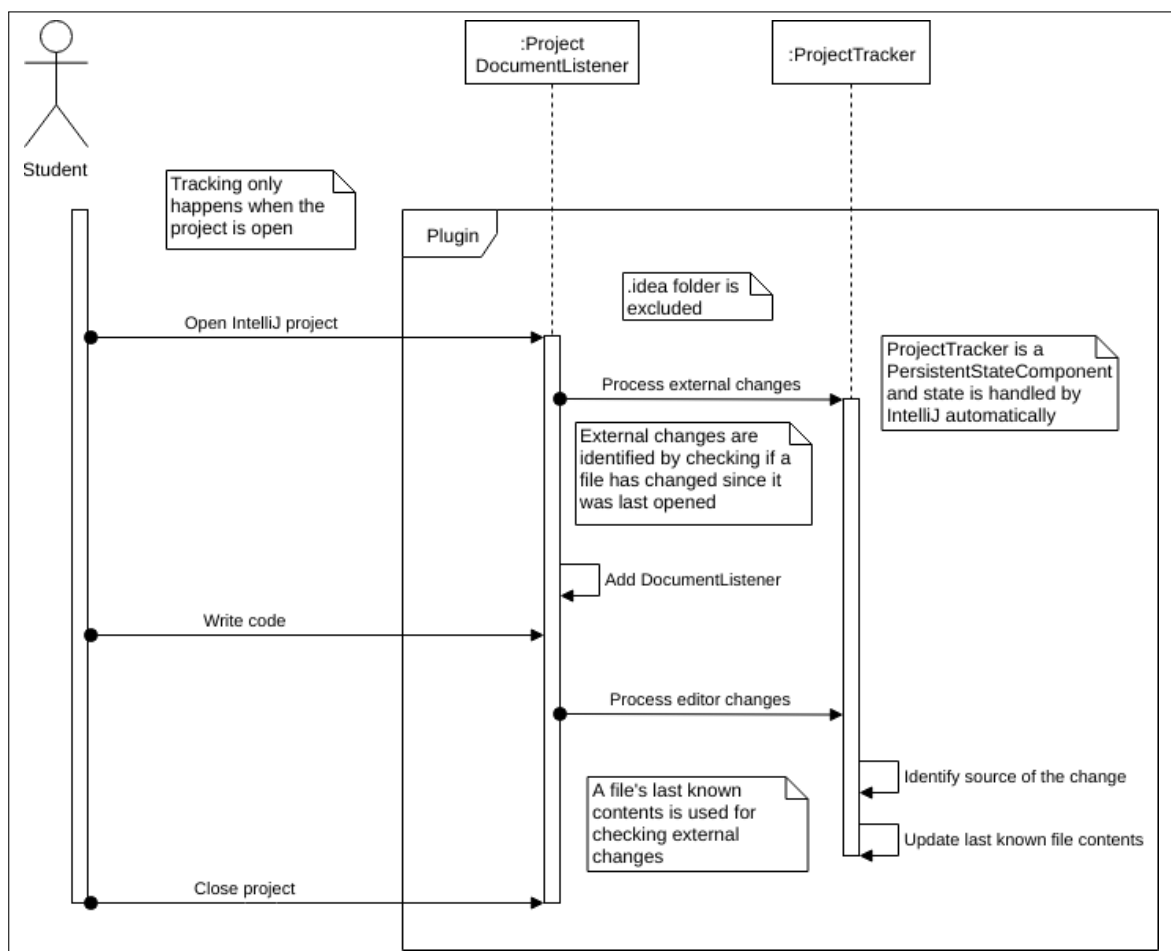 :Project
DocumentListener
:ProjectTracker
Student
Tracking only
happens when the
project is open
Plugin
.idea folder is
excluded
Open IntelliJ project
ProjectTracker is a
PersistentStateComponent
and state is handled by
IntelliJ automatically
Process external changes
External changes are
identified by checking if a
file has changed since it
was last opened
Add DocumentListener
Write code
Process editor changes
Identify source of the change
A file's last known
contents is used for
checking external
changes
Update last known file contents
Close project